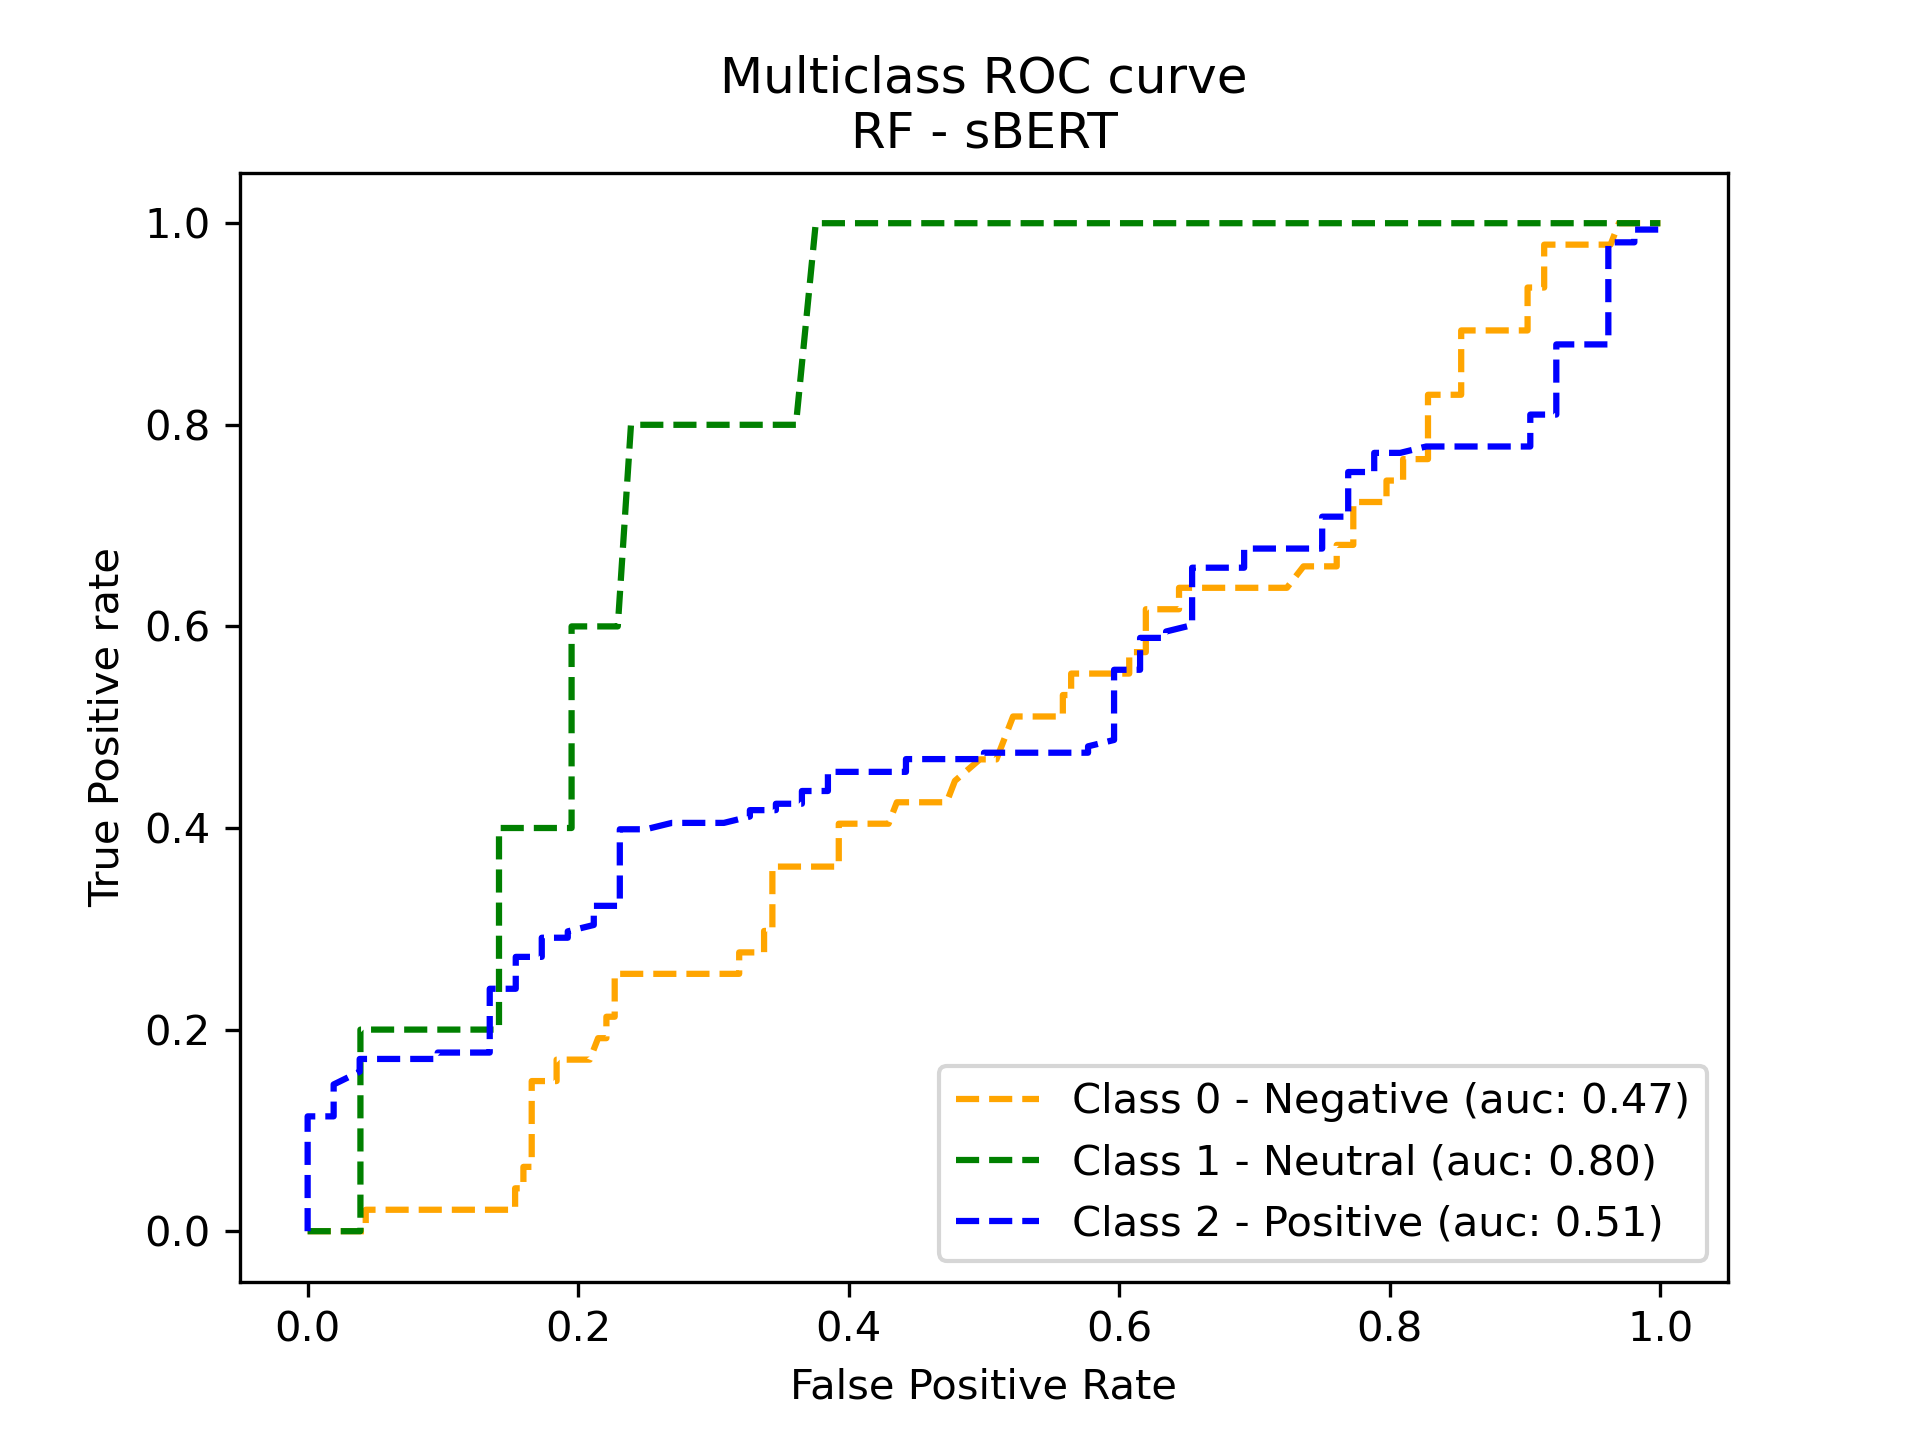 Multiclass ROC curve
RF - sBERT
True Positive rate
1.0
0.8
0.6
0.4
0.2
0.0
Class 0 - Negative (auc: 0.47)
Class 1 - Neutral (auc: 0.80)
Class 2 - Positive (auc: 0.51)
0.0 0.2 0.4 0.6 0.8 1.0
False Positive Rate